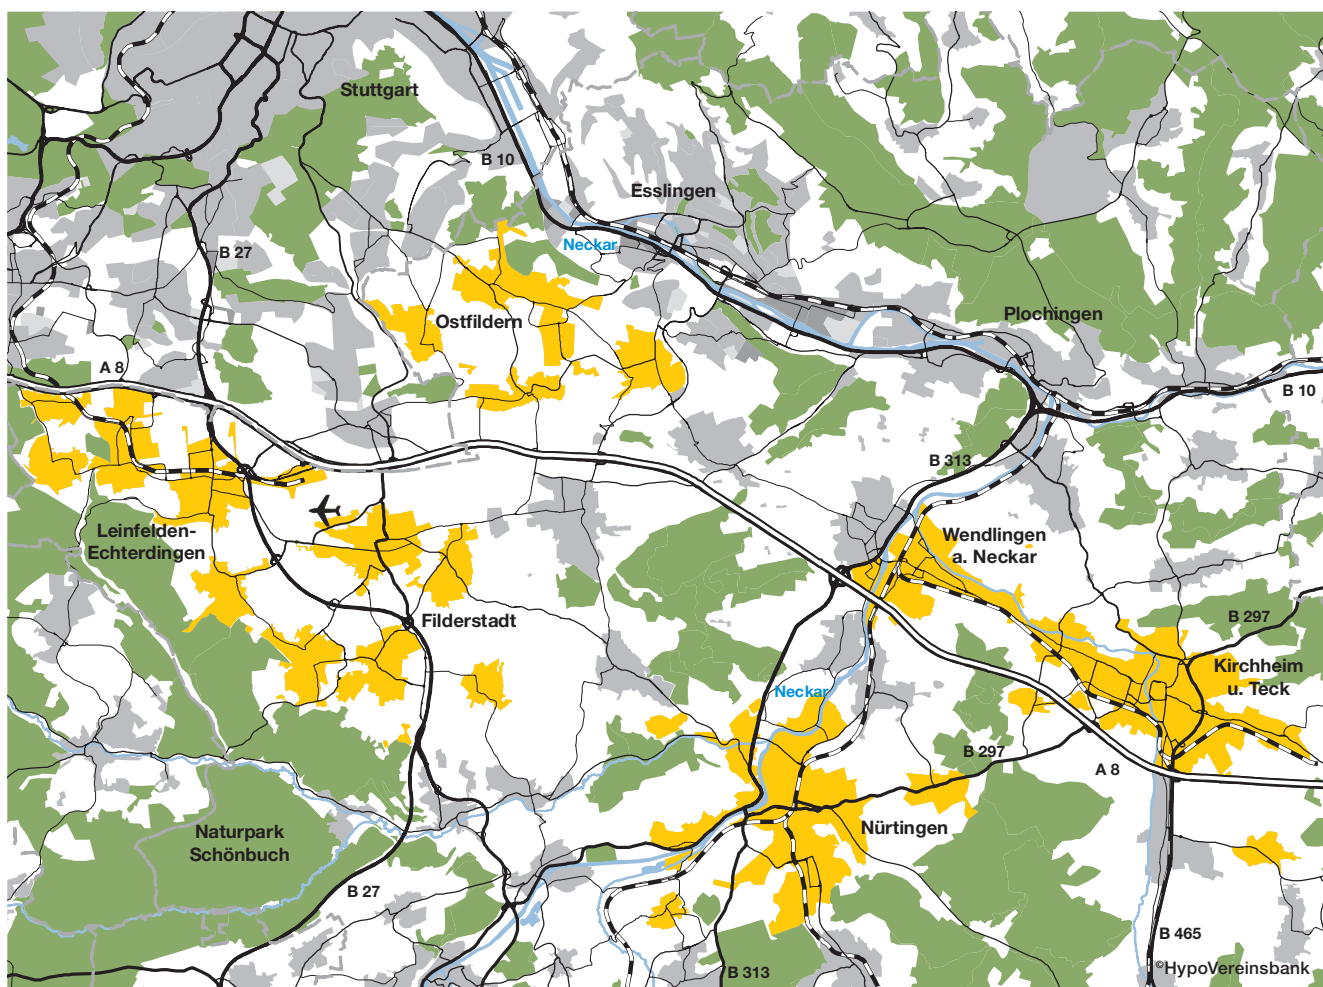 Stuttgart
B 10
Esslingen
Neckar
B 27
Plochingen
Ostfildern
A 8
B 10
B 313
Leinfelden-
Echterdingen
Wendlingen
a. Neckar
Filderstadt
B 297
Kirchheim
u. Teck
Neckar
B 297
A 8
Naturpark
Schönbuch
Nürtingen
B 27
B 465
B 313
©HypoVereinsbank